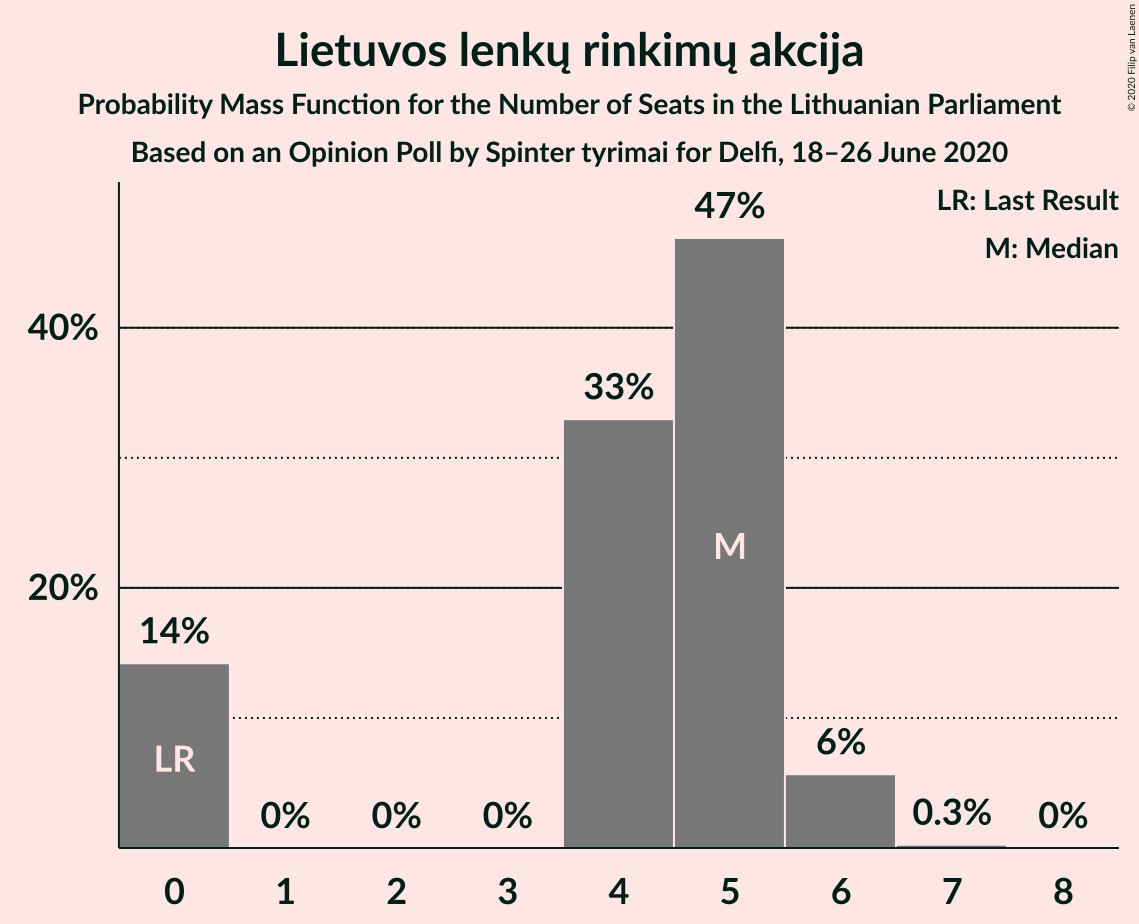 Lietuvos lenkų rinkimų akcija
Probability Mass Function for the Number of Seats in the Lithuanian Parliament
Based on an Opinion Poll by Spinter tyrimai for Delfi, 18–26 June 2020
© 2020 Filip van Laenen
LR: Last Result
M: Median
47%
40%
33%
M
20%
14%
LR
6%
0%
0%
0%
0.3%
0%
0
1
2
3
4
5
6
7
8